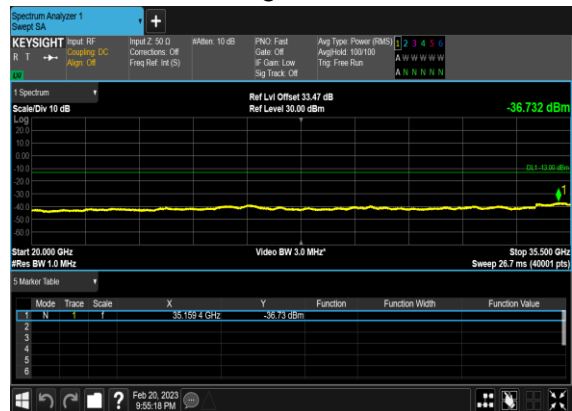 Spectrum Analyzer 1
Swept SA
KEYSIGHT Input: RF Input Z: 50 Ω #Atten: 10 dB PNO: Fast Avg Type: Power (RMS) 1 2 3 4 5 6
R T Coupling: DC Corrections: Off Gate: Off Avg|Hold: 100/100 A W W W W W
Align: Off Freq Ref: Int (S) IF Gain: Low Trig: Free Run
Sig Track: Off A N N N N N
1 Spectrum
Scale/Div 10 dB Ref Lvl Offset 33.47 dB
Ref Level 30.00 dBm -36.732 dBm
Log
20.0
10.0
0.00
-10.0 DL1 -13.00 dBm
-20.0
-30.0 1
-40.0
-50.0
-60.0
Start 20.000 GHz Video BW 3.0 MHz* Stop 35.500 GHz
#Res BW 1.0 MHz Sweep 26.7 ms (40001 pts)
5 Marker Table
Mode Trace Scale X Y Function Function Width Function Value
1 N 1 f 35.159 4 GHz -36.73 dBm
2
3
4
5
6
? Feb 20, 2023
9:55:18 PM